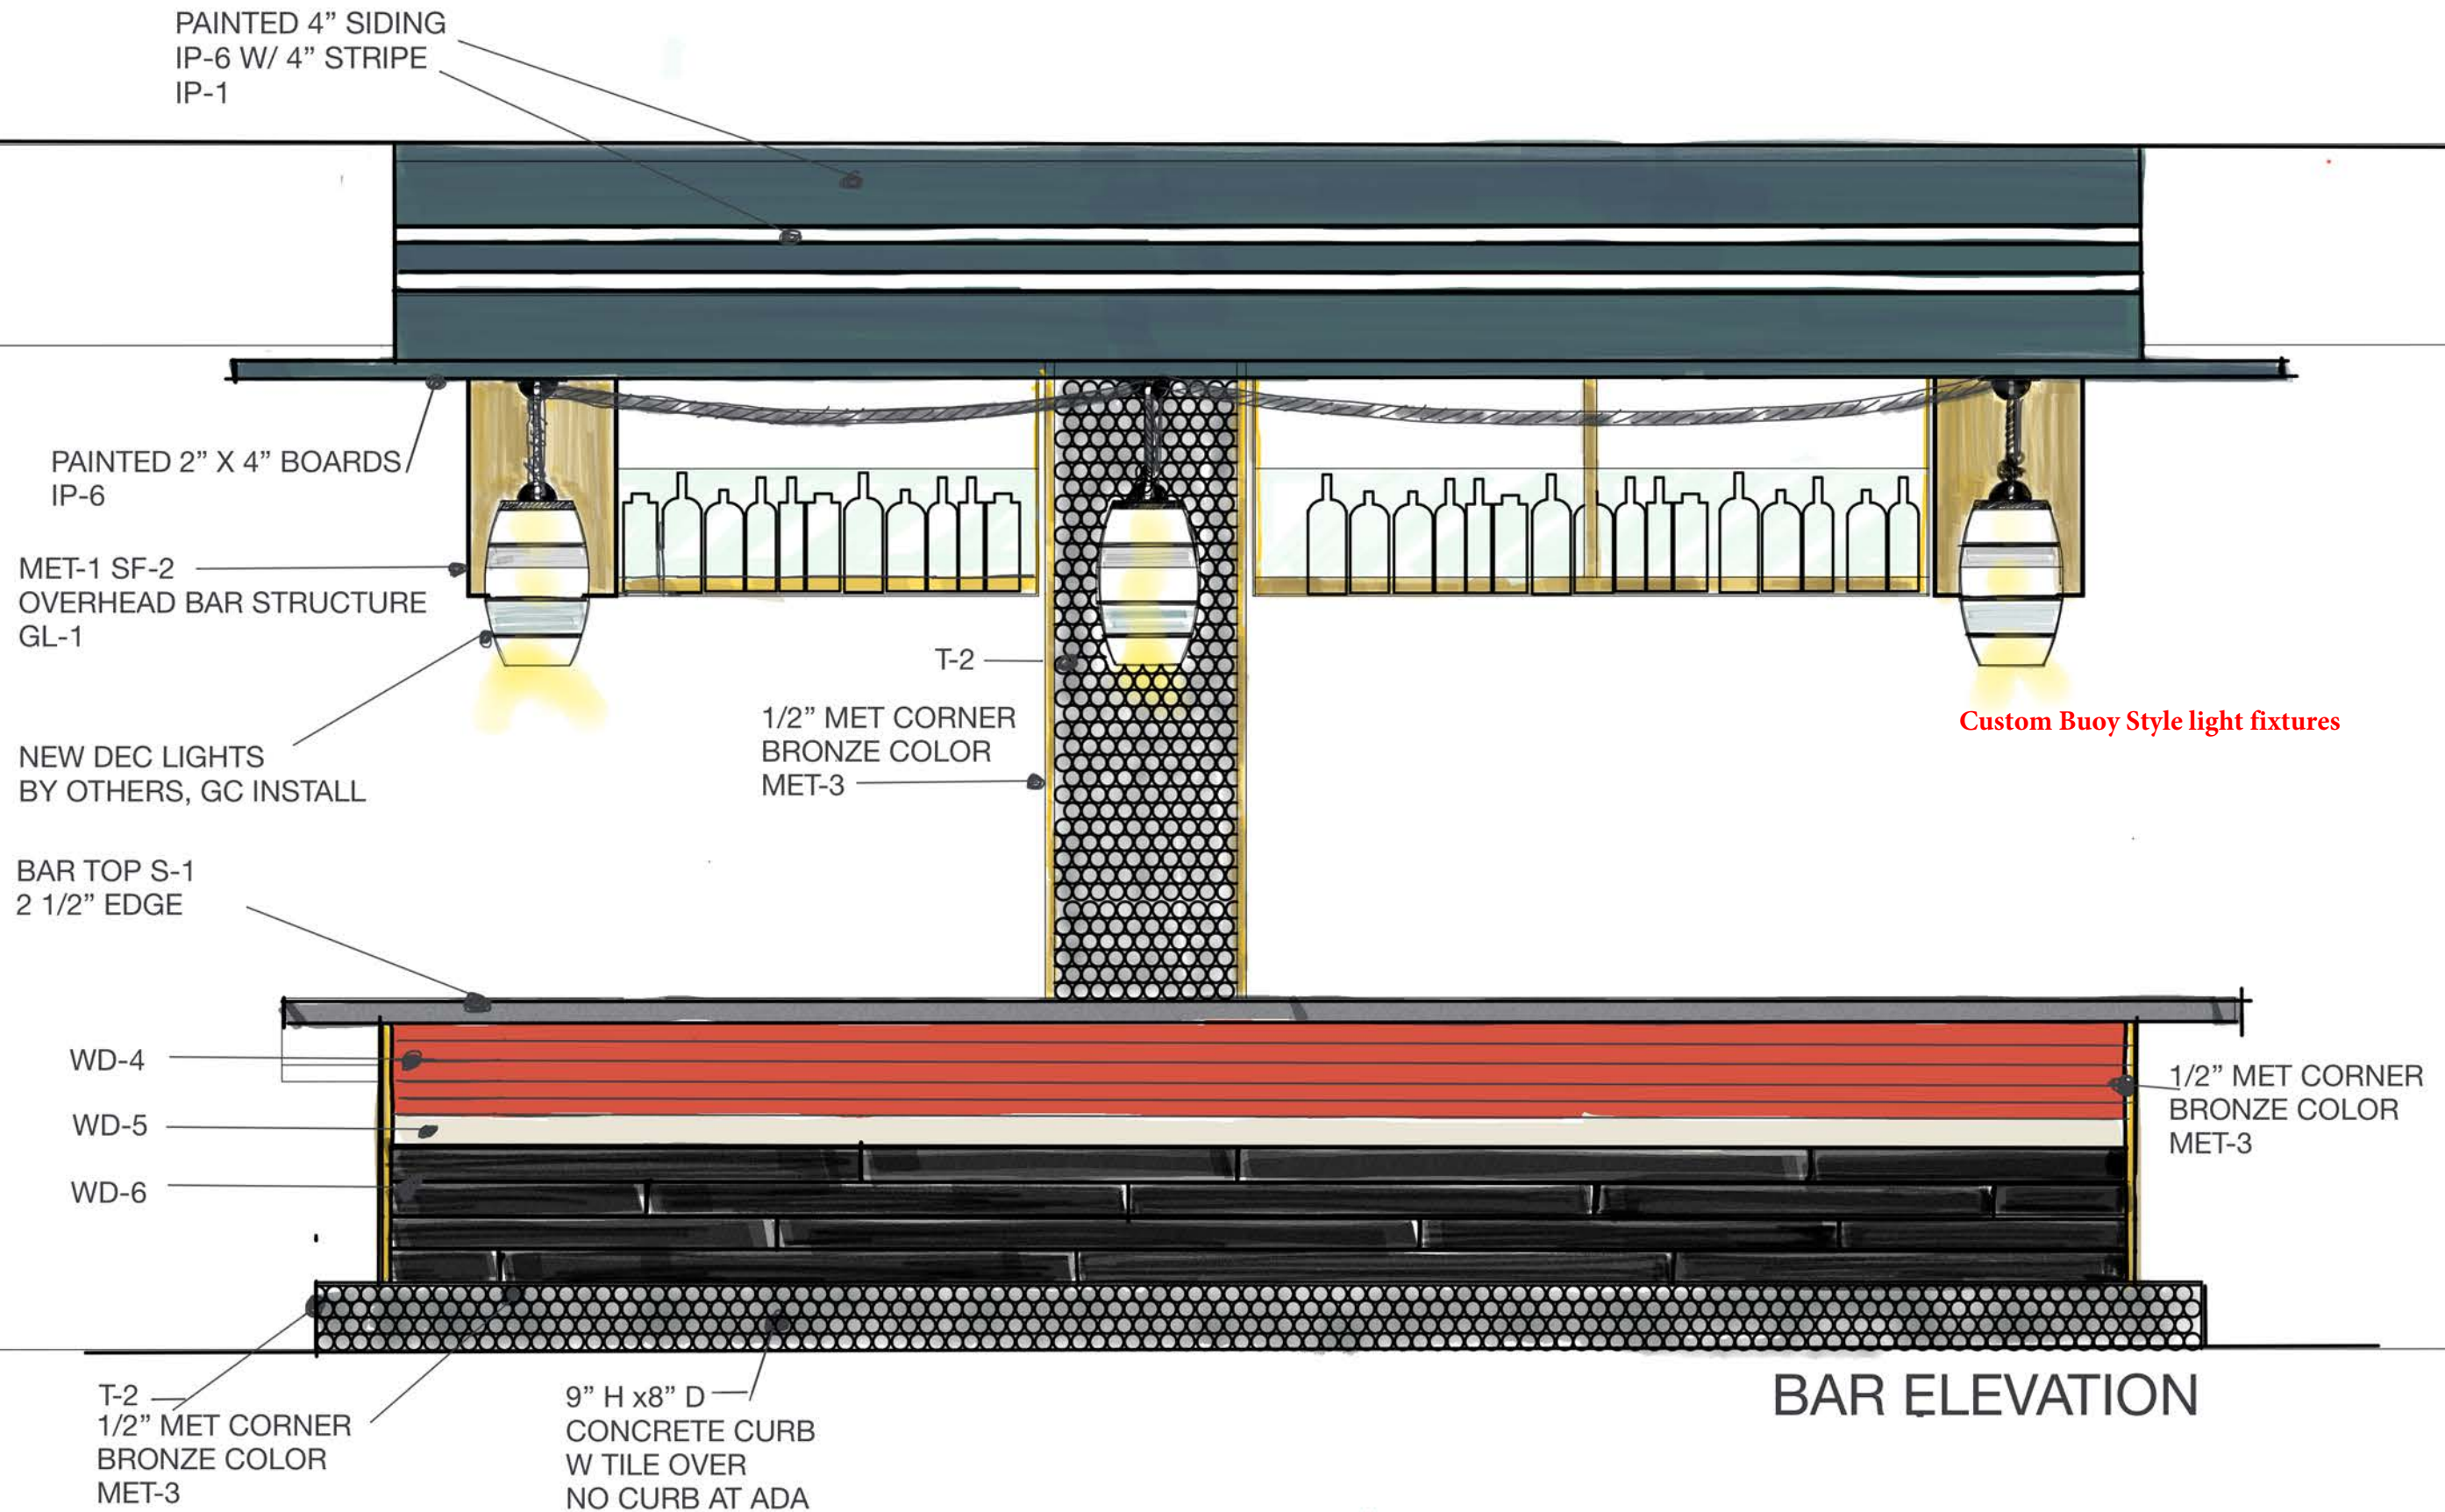 PAINTED 4” SIDING
IP-6 W/ 4” STRIPE
IP-1
PAINTED 2” X 4” BOARDS
IP-6
MET-1 SF-2
OVERHEAD BAR STRUCTURE
GL-1
NEW DEC LIGHTS
BY OTHERS, GC INSTALL
T-2
1/2” MET CORNER
BRONZE COLOR
MET-3
Custom Buoy Style light fixtures
BAR TOP S-1
2 1/2” EDGE
WD-4
WD-5
WD-6
1/2” MET CORNER
BRONZE COLOR
MET-3
T-2
1/2” MET CORNER
BRONZE COLOR
MET-3
9” H x8” D
CONCRETE CURB
W TILE OVER
NO CURB AT ADA
BAR ELEVATION